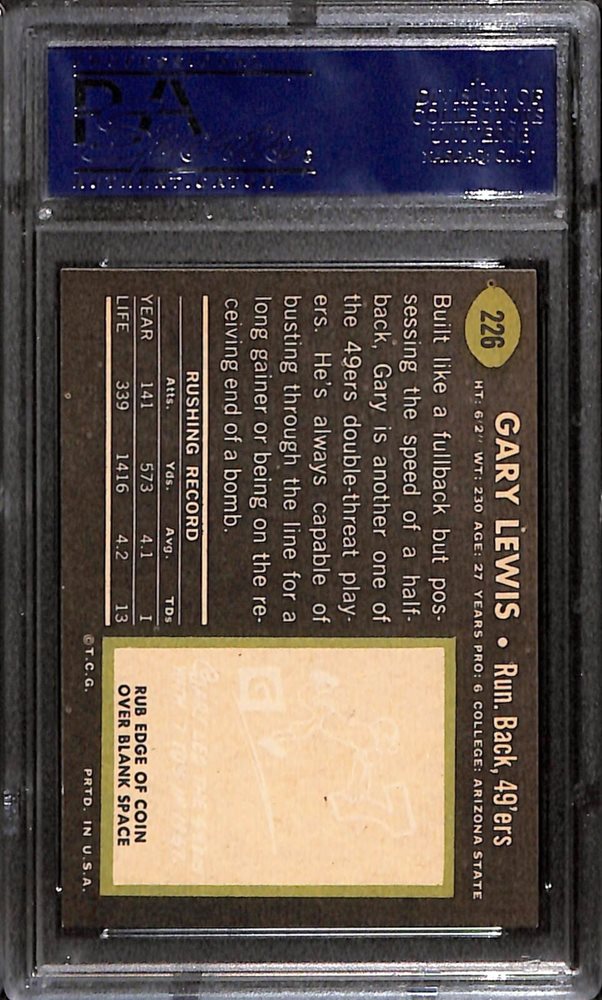 DIVISION OF
COLLECTORS
UNIVERSE
226
GARY LEWIS • Run. Back, 49'ers
HT: 6'2" WT: 230 AGE: 27 YEARS PRO: 6 COLLEGE: ARIZONA STATE
Built like a fullback but pos-
sessing the speed of a half-
back, Gary is another one of
the 49ers double-threat play-
ers. He's always capable of
busting through the line for a
long gainer or being on the re-
ceiving end of a bomb.
RUSHING RECORD
Atts. Yds. Avg. TDs
YEAR 141 573 4.1 1
LIFE 339 1416 4.2 13
RUB EDGE OF COIN
OVER BLANK SPACE
©T.C.G. PRTD. IN U.S.A.